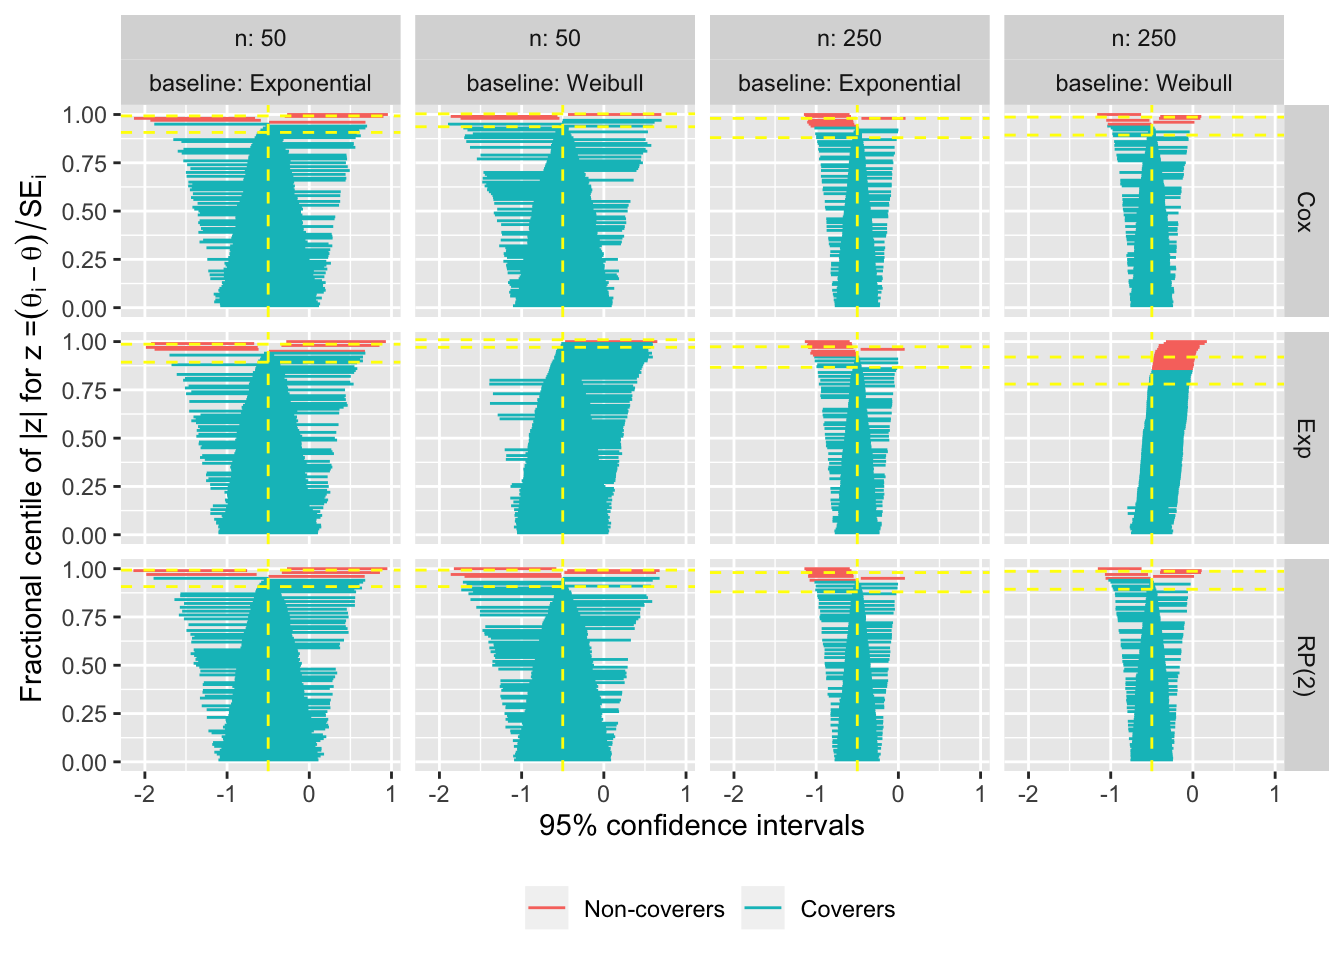 n: 50
n: 50
n: 250
n: 250
baseline: Exponential
baseline: Weibull
baseline: Exponential
baseline: Weibull
Fractional centile of |z| for z =(θi − θ)/SEi
1.00
0.75
0.50
0.25
0.00
Cox
1.00
0.75
0.50
0.25
0.00
Exp
1.00
0.75
0.50
0.25
0.00
RP(2)
-2 -1 0 1
-2 -1 0 1
-2 -1 0 1
-2 -1 0 1
95% confidence intervals
Non-coverers
Coverers